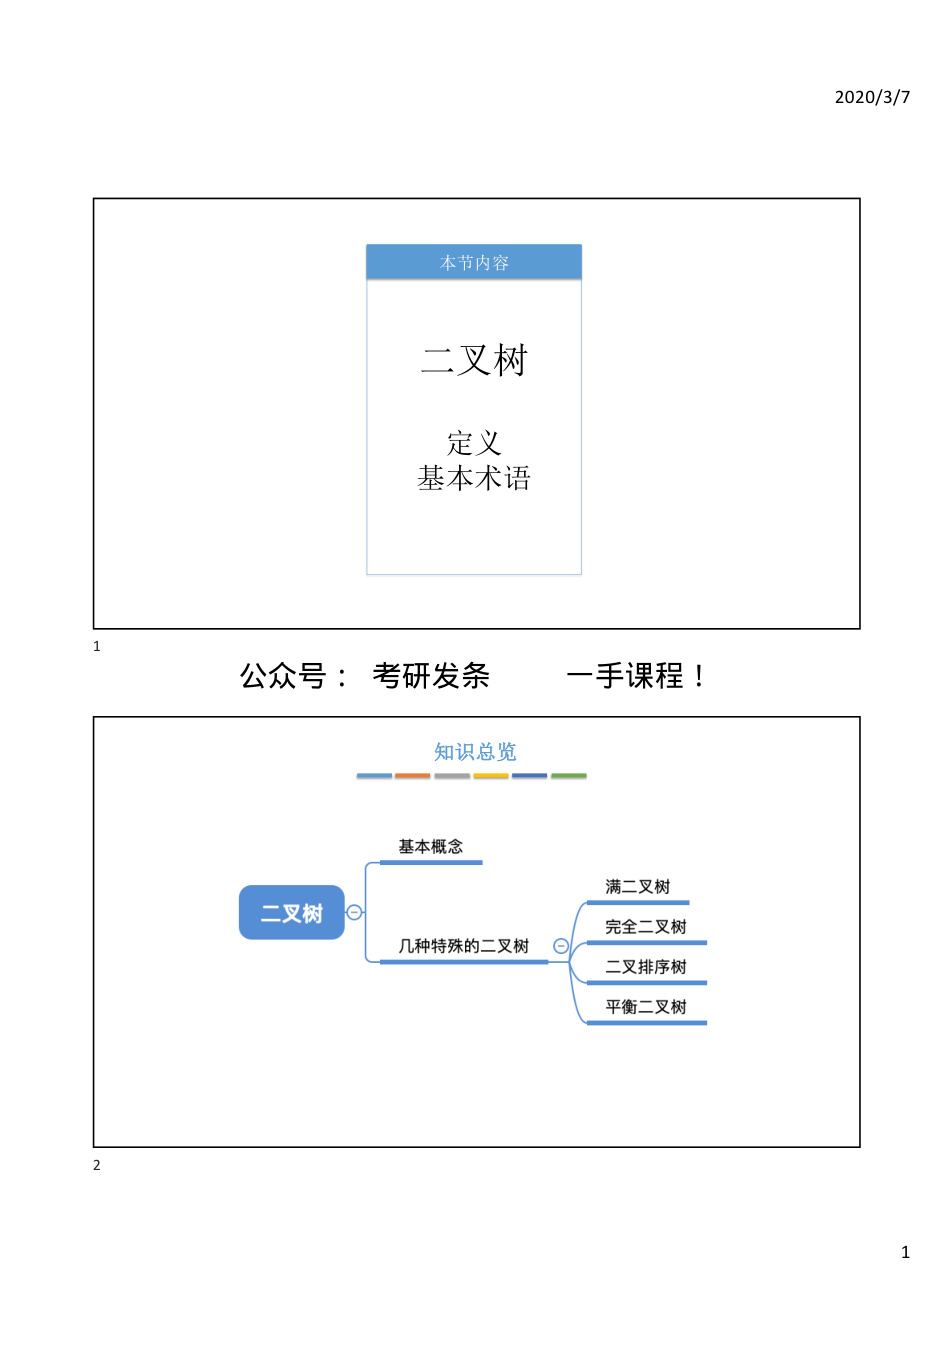 2020/3/7
本节内容
二叉树
定义
基本术语
1
公众号： 考研发条 一手课程！
知识总览
基本概念
二叉树
几种特殊的二叉树
满二叉树
完全二叉树
二叉排序树
平衡二叉树
2
1